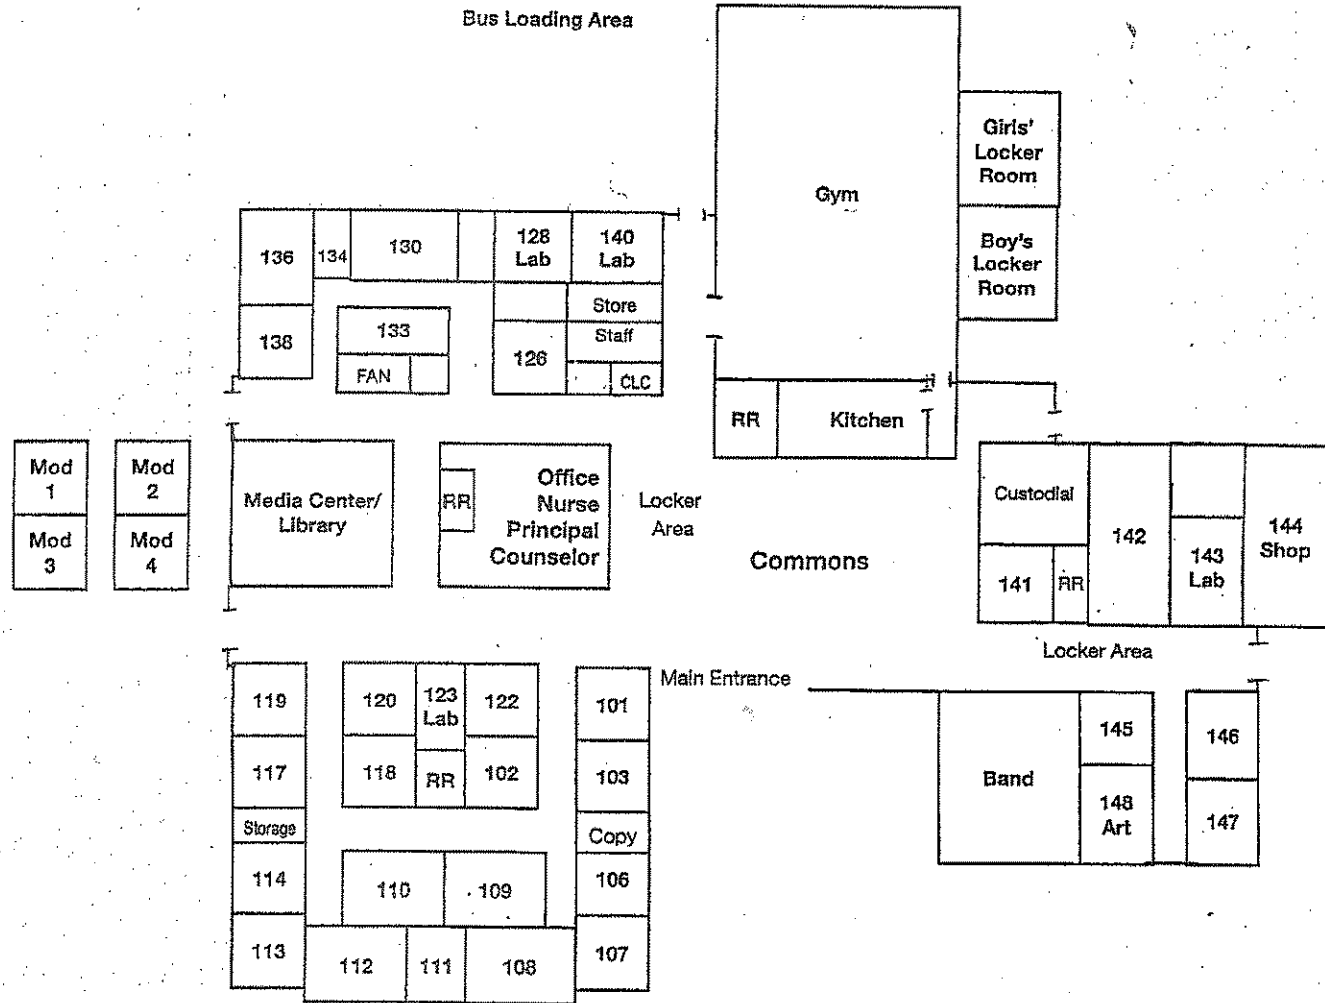 Bus Loading Area
Girls'
Locker
Room
Gym
Boy's
Locker
Room
136
134
130
128
Lab
140
Lab
Store
138
133
126
Staff
FAN
CLC
RR
Kitchen
Mod
1
Mod
2
Mod
3
Mod
4
Media Center/
Library
RR
Office
Nurse
Principal
Counselor
Locker
Area
Commons
Custodial
142
144
Shop
143
Lab
141
RR
Locker Area
Main Entrance
119
120
123
Lab
122
101
117
118
RR
102
103
Storage
Copy
114
110
109
106
113
112
111
108
107
Band
145
146
148
Art
147